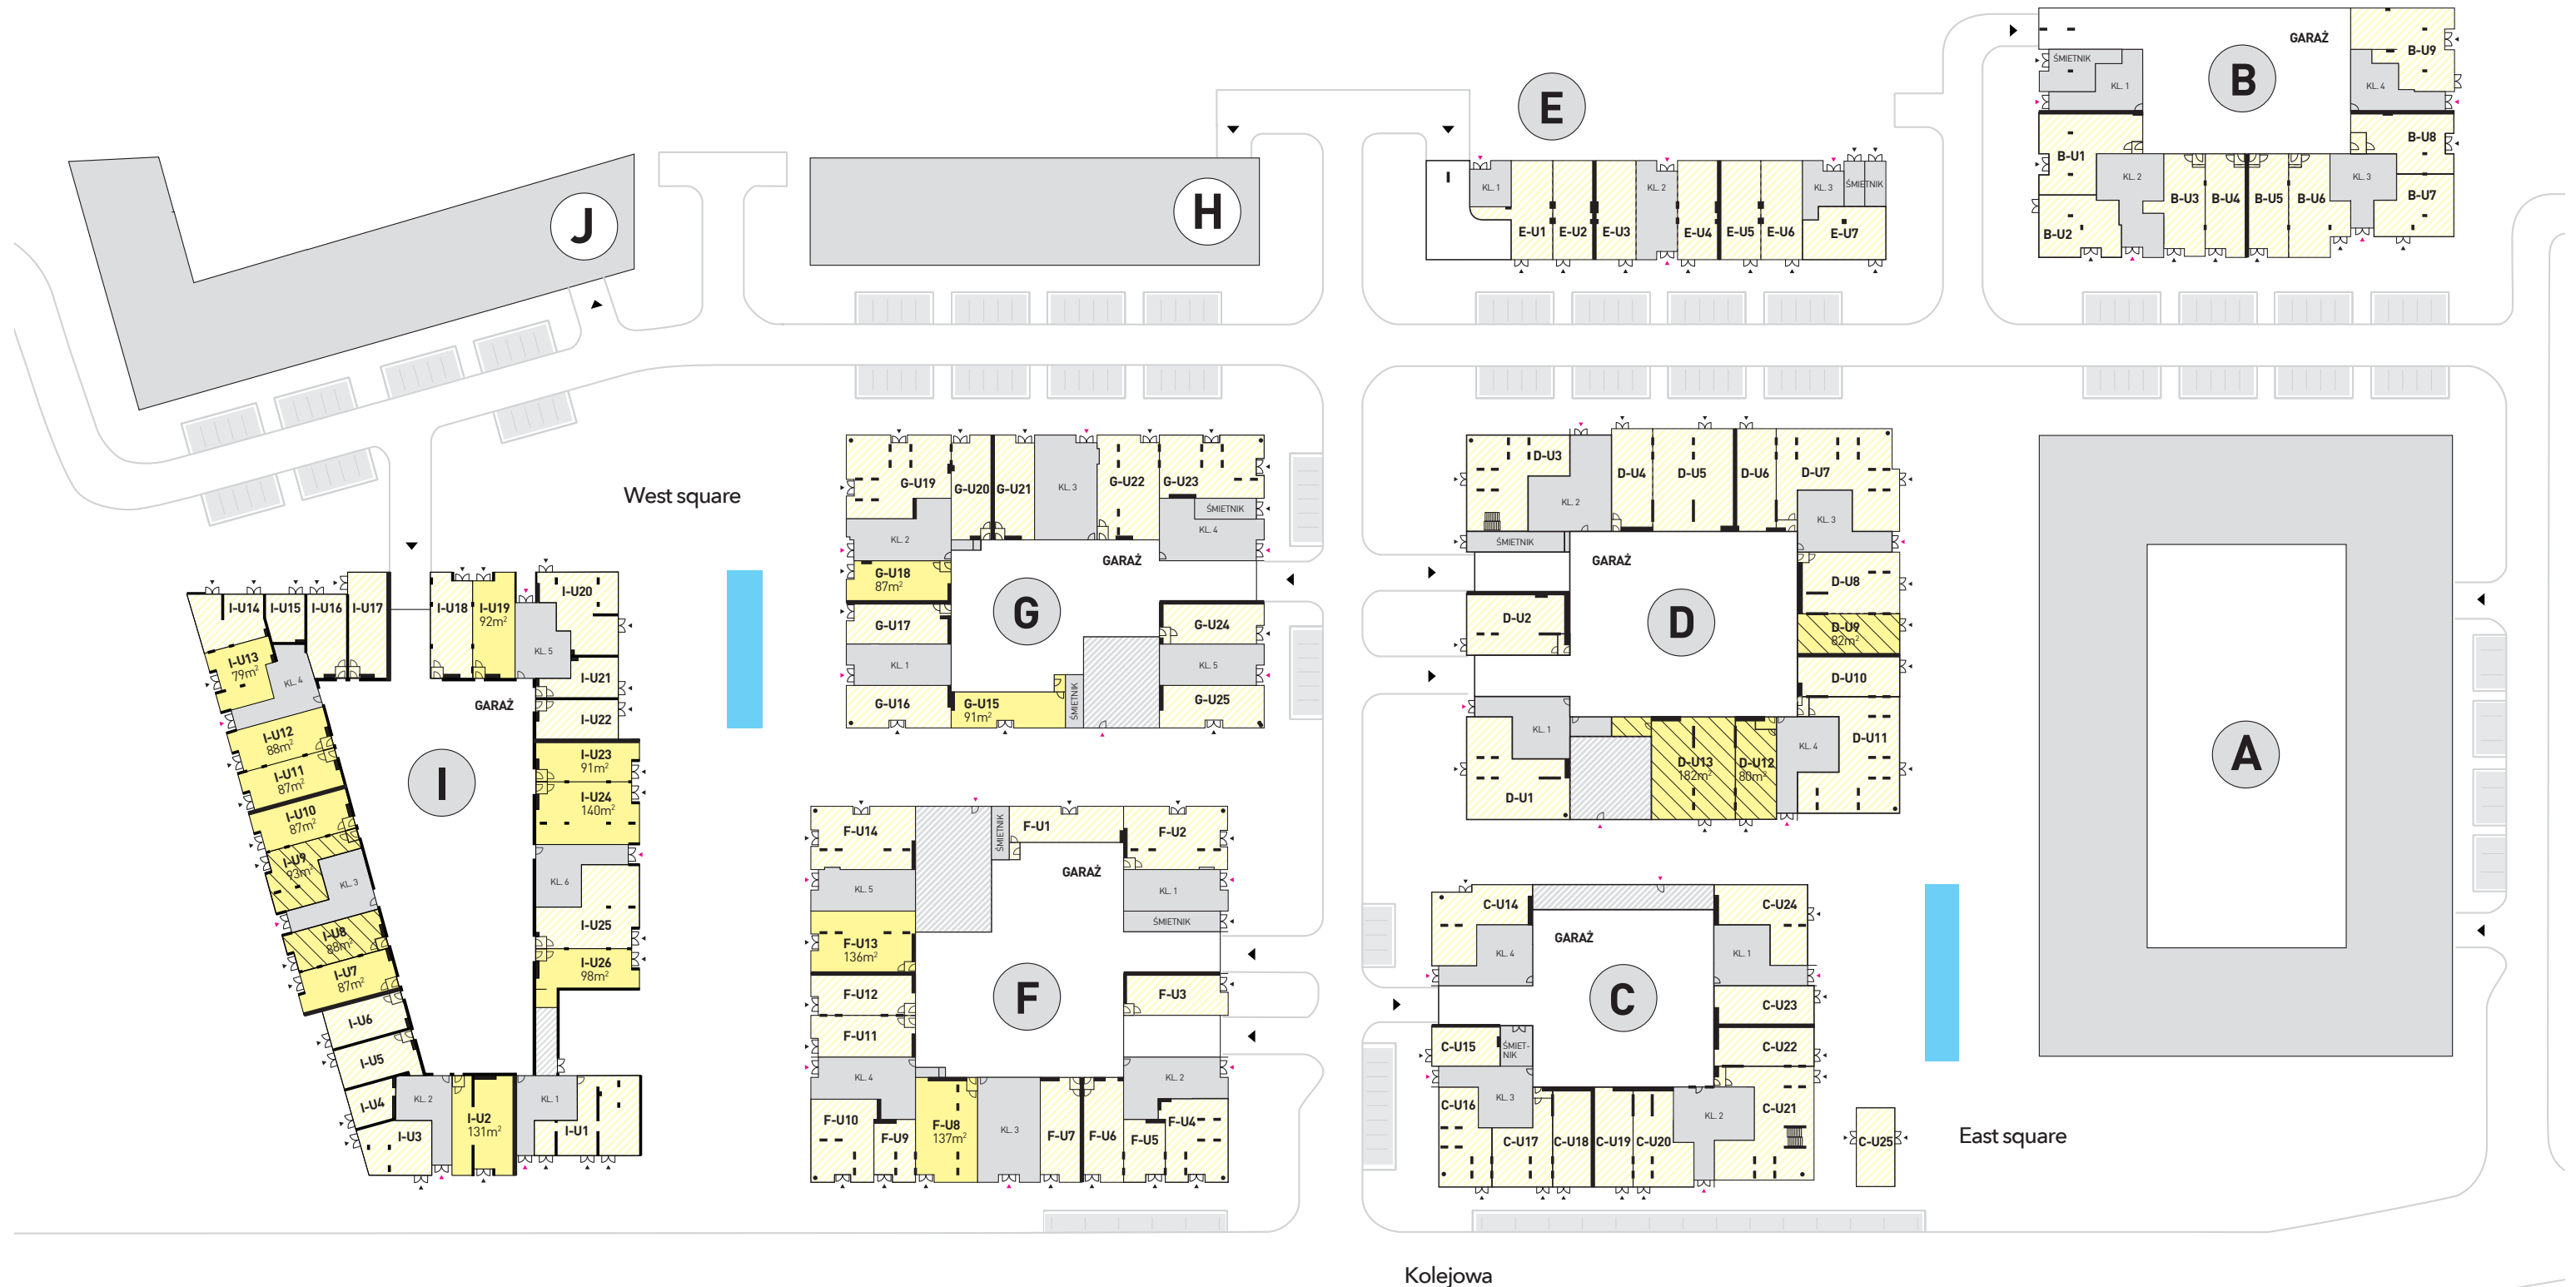 J
H
E
KL. 1
E-U1
E-U2
E-U3
KL. 2
E-U4
E-U5
E-U6
KL. 3
ŚMIETNIK
E-U7
B
GARAŻ
ŚMIETNIK
KL. 1
B-U1
B-U2
KL. 2
B-U3
B-U4
B-U5
B-U6
KL. 3
B-U7
B-U8
KL. 4
B-U9
West square
G
GARAŻ
G-U19
G-U20
G-U21
KL. 3
G-U22
G-U23
ŚMIETNIK
KL. 4
KL. 2
G-U18
87m²
G-U17
KL. 1
G-U16
G-U15
91m²
ŚMIETNIK
G-U24
KL. 5
G-U25
D
GARAŻ
D-U3
KL. 2
ŚMIETNIK
D-U4
D-U5
D-U6
D-U7
KL. 3
D-U2
D-U8
D-U9
82m²
D-U10
KL. 1
D-U1
D-U13
182m²
D-U12
80m²
KL. 4
D-U11
A
I
GARAŻ
I-U14
I-U15
I-U16
I-U17
I-U18
I-U19
92m²
I-U20
KL. 5
I-U21
I-U22
I-U23
91m²
I-U24
140m²
KL. 6
I-U25
I-U26
98m²
I-U13
79m²
KL. 4
I-U12
88m²
I-U11
87m²
I-U10
87m²
I-U9
93m²
KL. 3
I-U8
88m²
I-U7
87m²
I-U6
I-U5
I-U4
KL. 2
I-U3
I-U2
131m²
KL. 1
I-U1
F
GARAŻ
F-U14
ŚMIETNIK
F-U1
F-U2
KL. 5
KL. 1
ŚMIETNIK
F-U13
136m²
F-U12
F-U11
F-U3
KL. 4
KL. 2
F-U10
F-U9
F-U8
137m²
KL. 3
F-U7
F-U6
F-U5
F-U4
C
GARAŻ
C-U14
KL. 4
C-U24
KL. 1
C-U23
C-U15
ŚMIET-
NIK
C-U22
C-U16
KL. 3
C-U17
C-U18
C-U19
C-U20
KL. 2
C-U21
C-U25
East square
Kolejowa